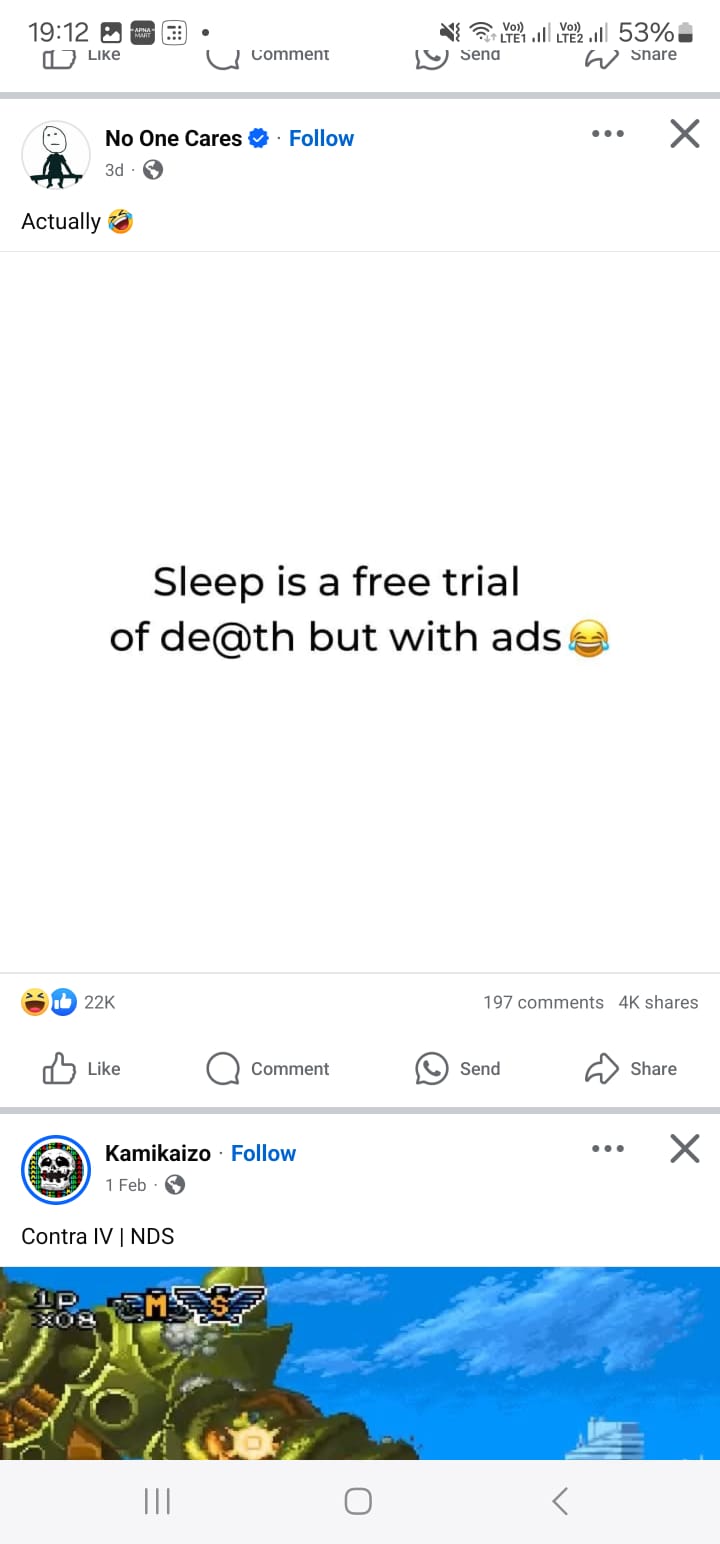 19:12 APNA MART Vo)) LTE1 Vo)) LTE2 53%
Like Comment Send Share
No One Cares · Follow
3d ·
Actually 🤣
Sleep is a free trial
of de@th but with ads😂
22K 197 comments 4K shares
Like Comment Send Share
Kamikaizo · Follow
1 Feb ·
Contra IV | NDS
1P M S
X08